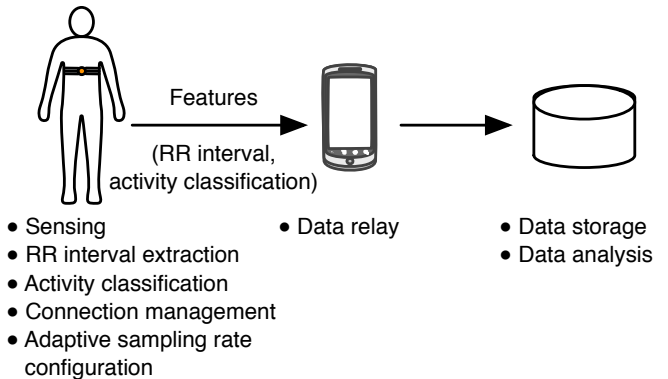 Features
(RR interval,
activity classification)
• Sensing
• RR interval extraction
• Activity classification
• Connection management
• Adaptive sampling rate
configuration
• Data relay
• Data storage
• Data analysis